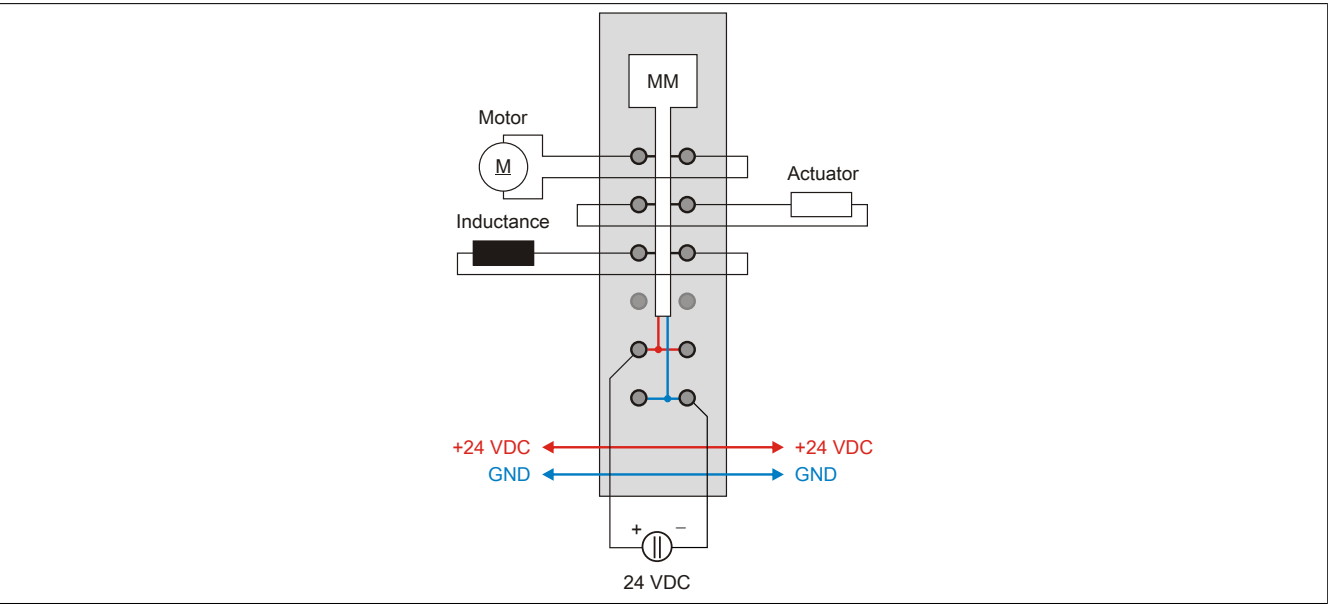 MM
Motor
M
Actuator
Inductance
+24 VDC
+24 VDC
GND
GND
+
–
24 VDC